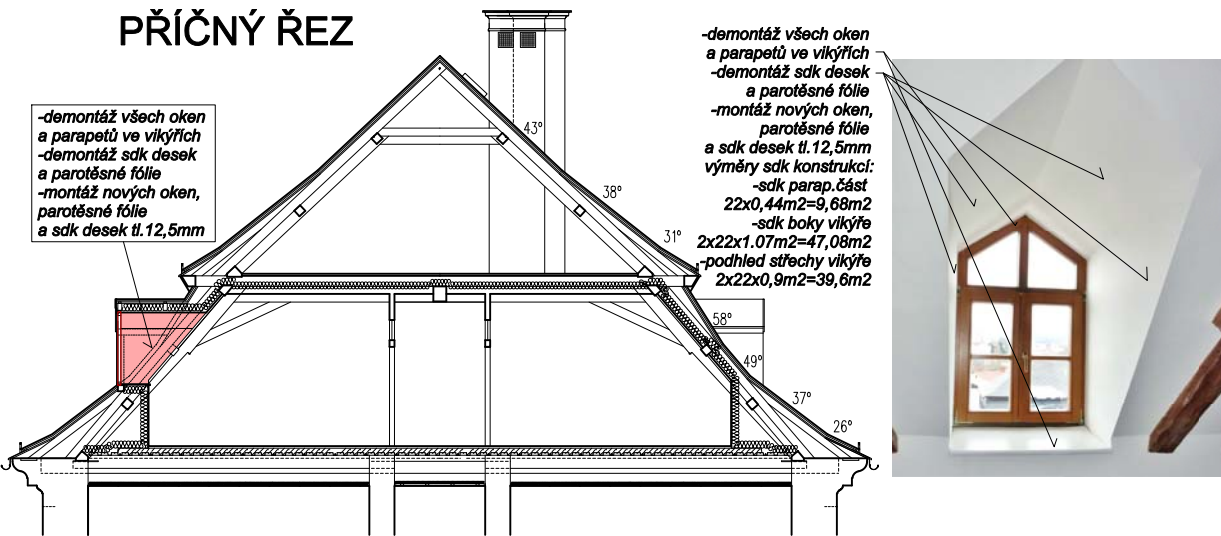 PŘÍČNÝ ŘEZ
-demontáž všech oken
a parapetů ve vikýřích
-demontáž sdk desek
a parotěsné fólie
-montáž nových oken,
parotěsné fólie
a sdk desek tl.12,5mm
-demontáž všech oken
a parapetů ve vikýřích
-demontáž sdk desek
a parotěsné fólie
-montáž nových oken,
parotěsné fólie
a sdk desek tl.12,5mm
výměry sdk konstrukcí:
-sdk parap.část
22x0,44m2=9,68m2
-sdk boky vikýře
2x22x1.07m2=47,08m2
-podhled střechy vikýře
2x22x0,9m2=39,6m2
43°
38°
31°
58°
49°
37°
26°